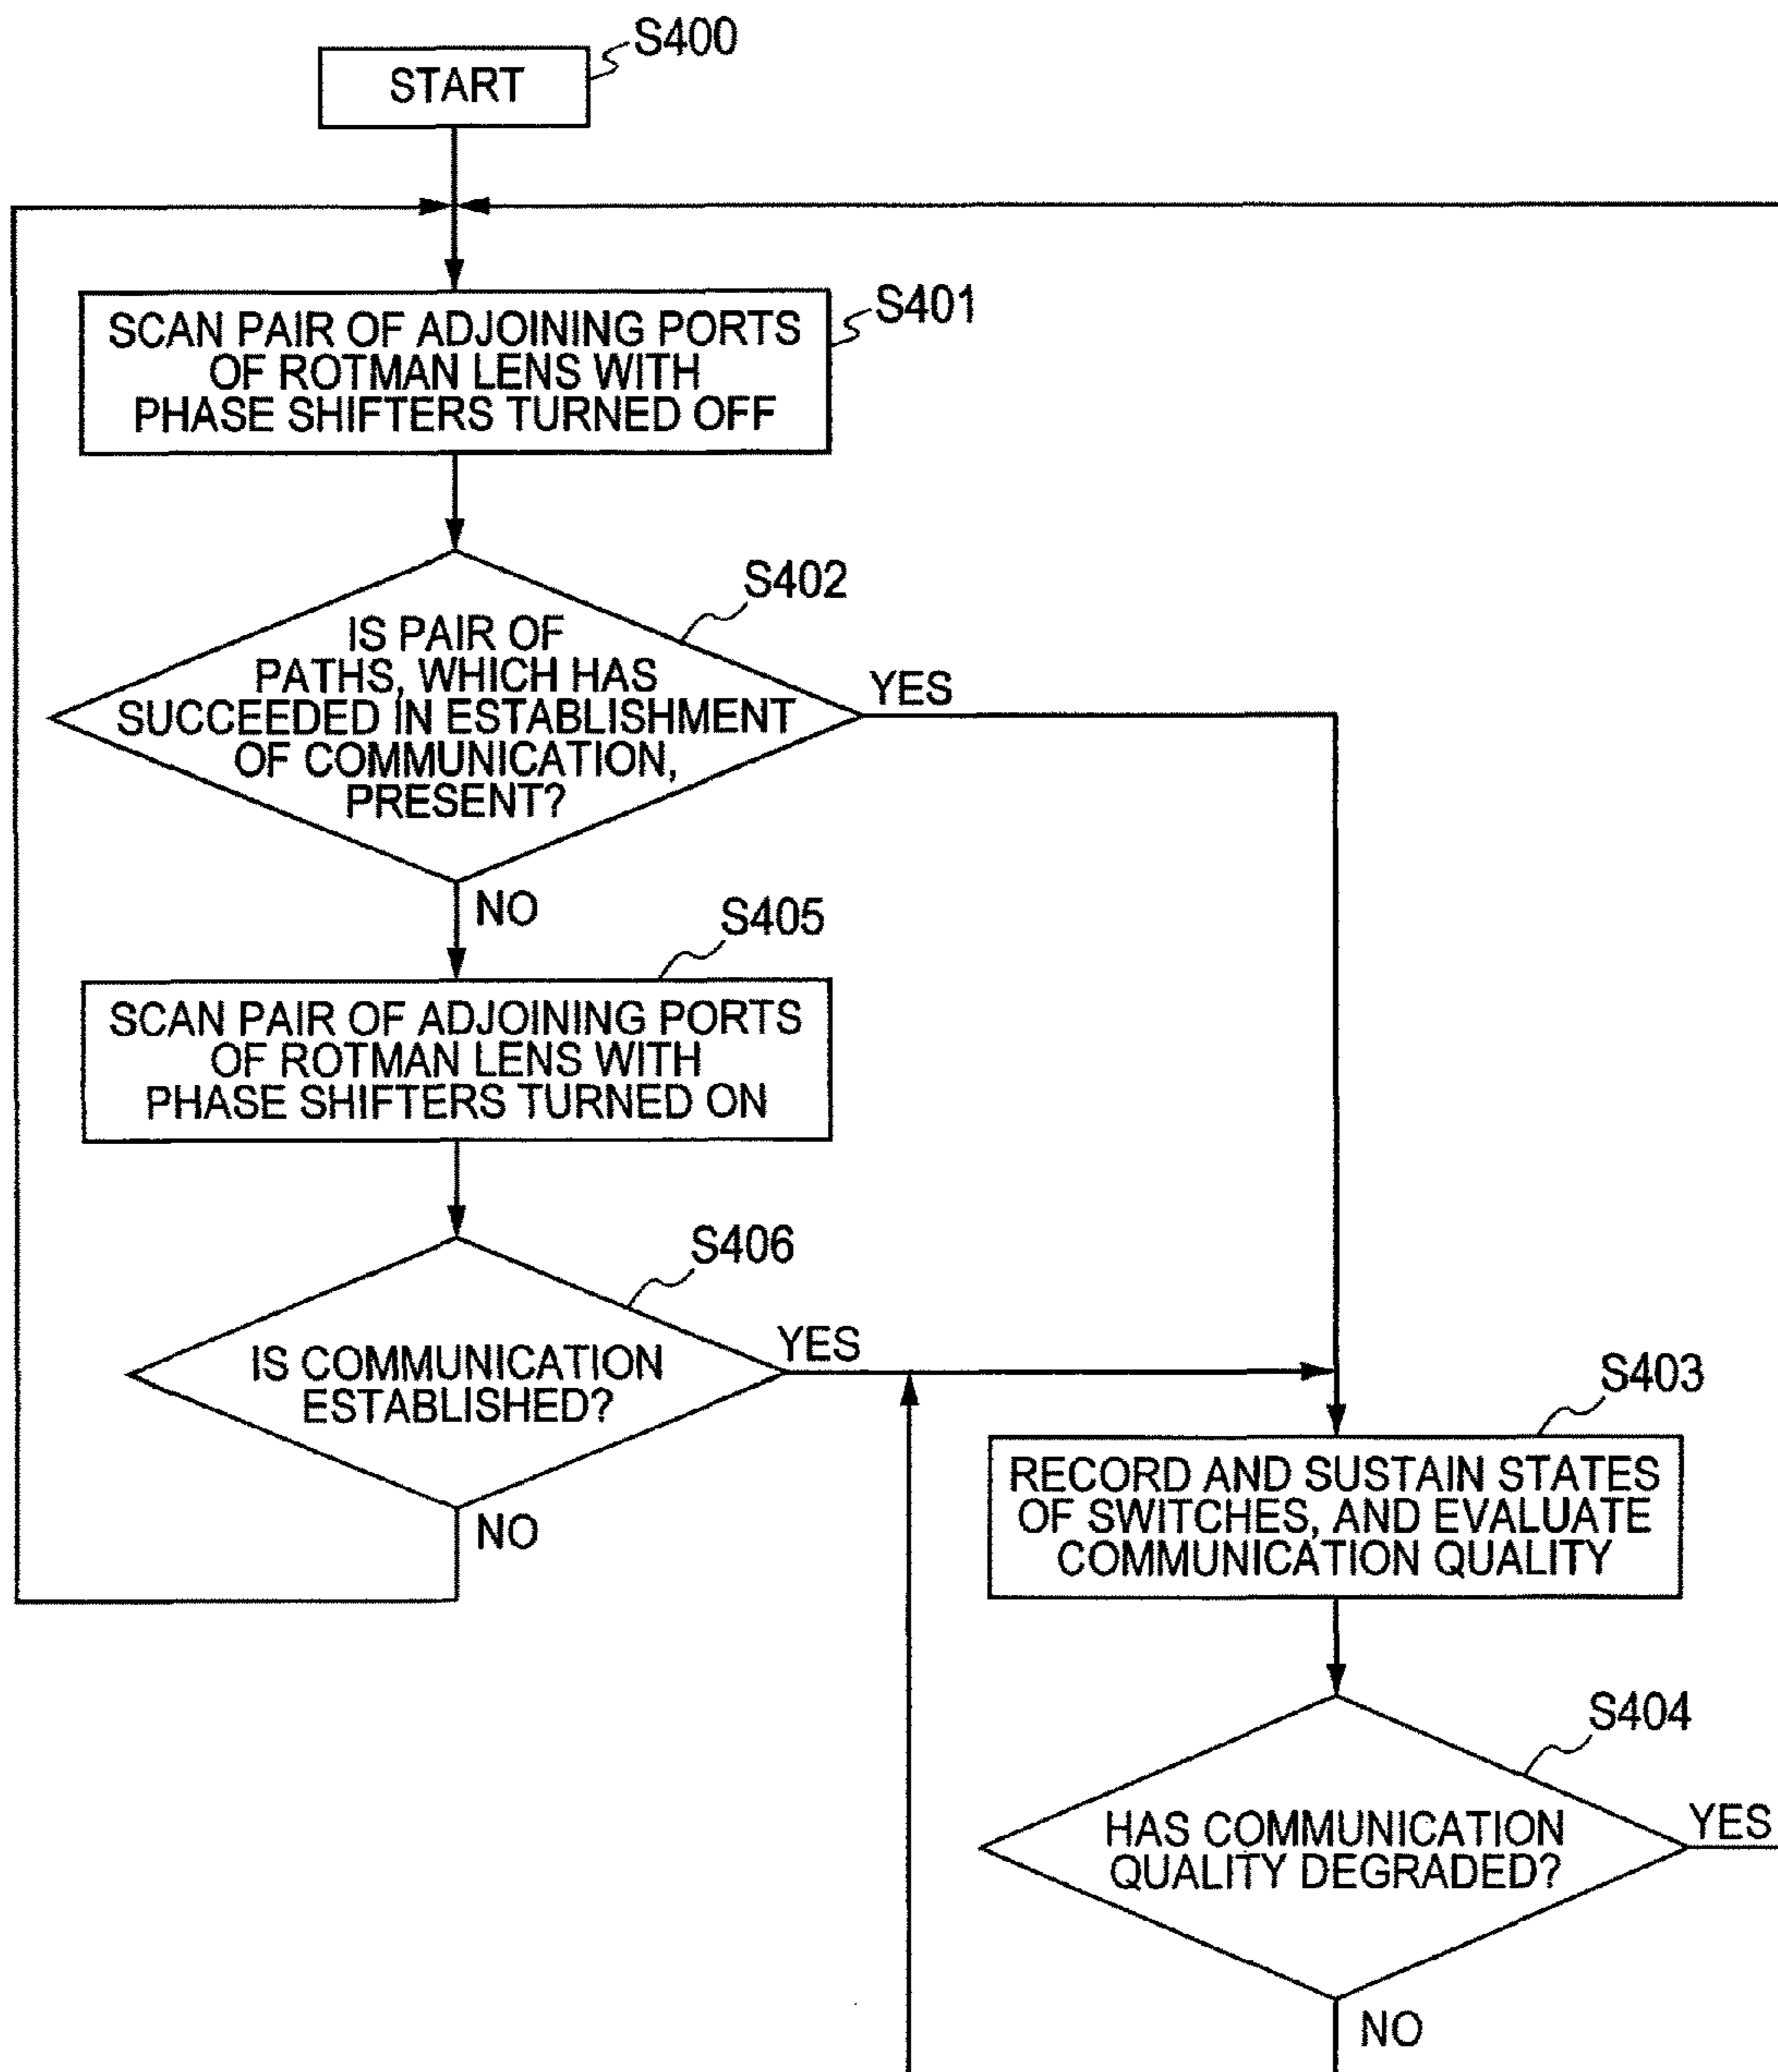 S400
START
S401
SCAN PAIR OF ADJOINING PORTS
OF ROTMAN LENS WITH
PHASE SHIFTERS TURNED OFF
S402
IS PAIR OF
PATHS, WHICH HAS
SUCCEEDED IN ESTABLISHMENT
OF COMMUNICATION,
PRESENT?
YES
NO
S405
SCAN PAIR OF ADJOINING PORTS
OF ROTMAN LENS WITH
PHASE SHIFTERS TURNED ON
S406
IS COMMUNICATION
ESTABLISHED?
YES
NO
S403
RECORD AND SUSTAIN STATES
OF SWITCHES, AND EVALUATE
COMMUNICATION QUALITY
S404
HAS COMMUNICATION
QUALITY DEGRADED?
YES
NO